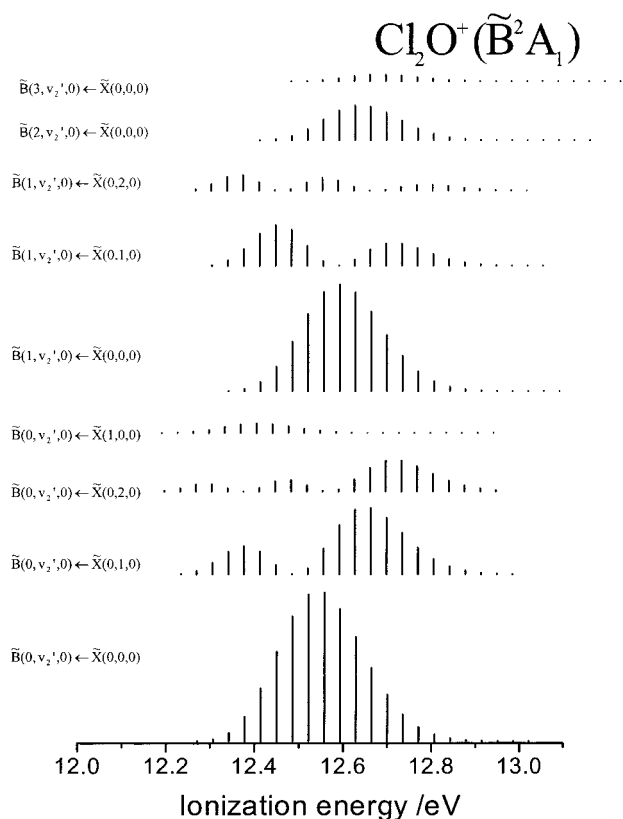 Cl₂O⁺(B̃²A₁)
B̃(3,v₂',0)←X̃(0,0,0)
B̃(2,v₂',0)←X̃(0,0,0)
B̃(1,v₂',0)←X̃(0,2,0)
B̃(1,v₂',0)←X̃(0.1,0)
B̃(1,v₂',0)←X̃(0,0,0)
B̃(0,v₂',0)←X̃(1,0,0)
B̃(0,v₂',0)←X̃(0,2,0)
B̃(0,v₂',0)←X̃(0,1,0)
B̃(0,v₂',0)←X̃(0,0,0)
12.0 12.2 12.4 12.6 12.8 13.0
Ionization energy /eV